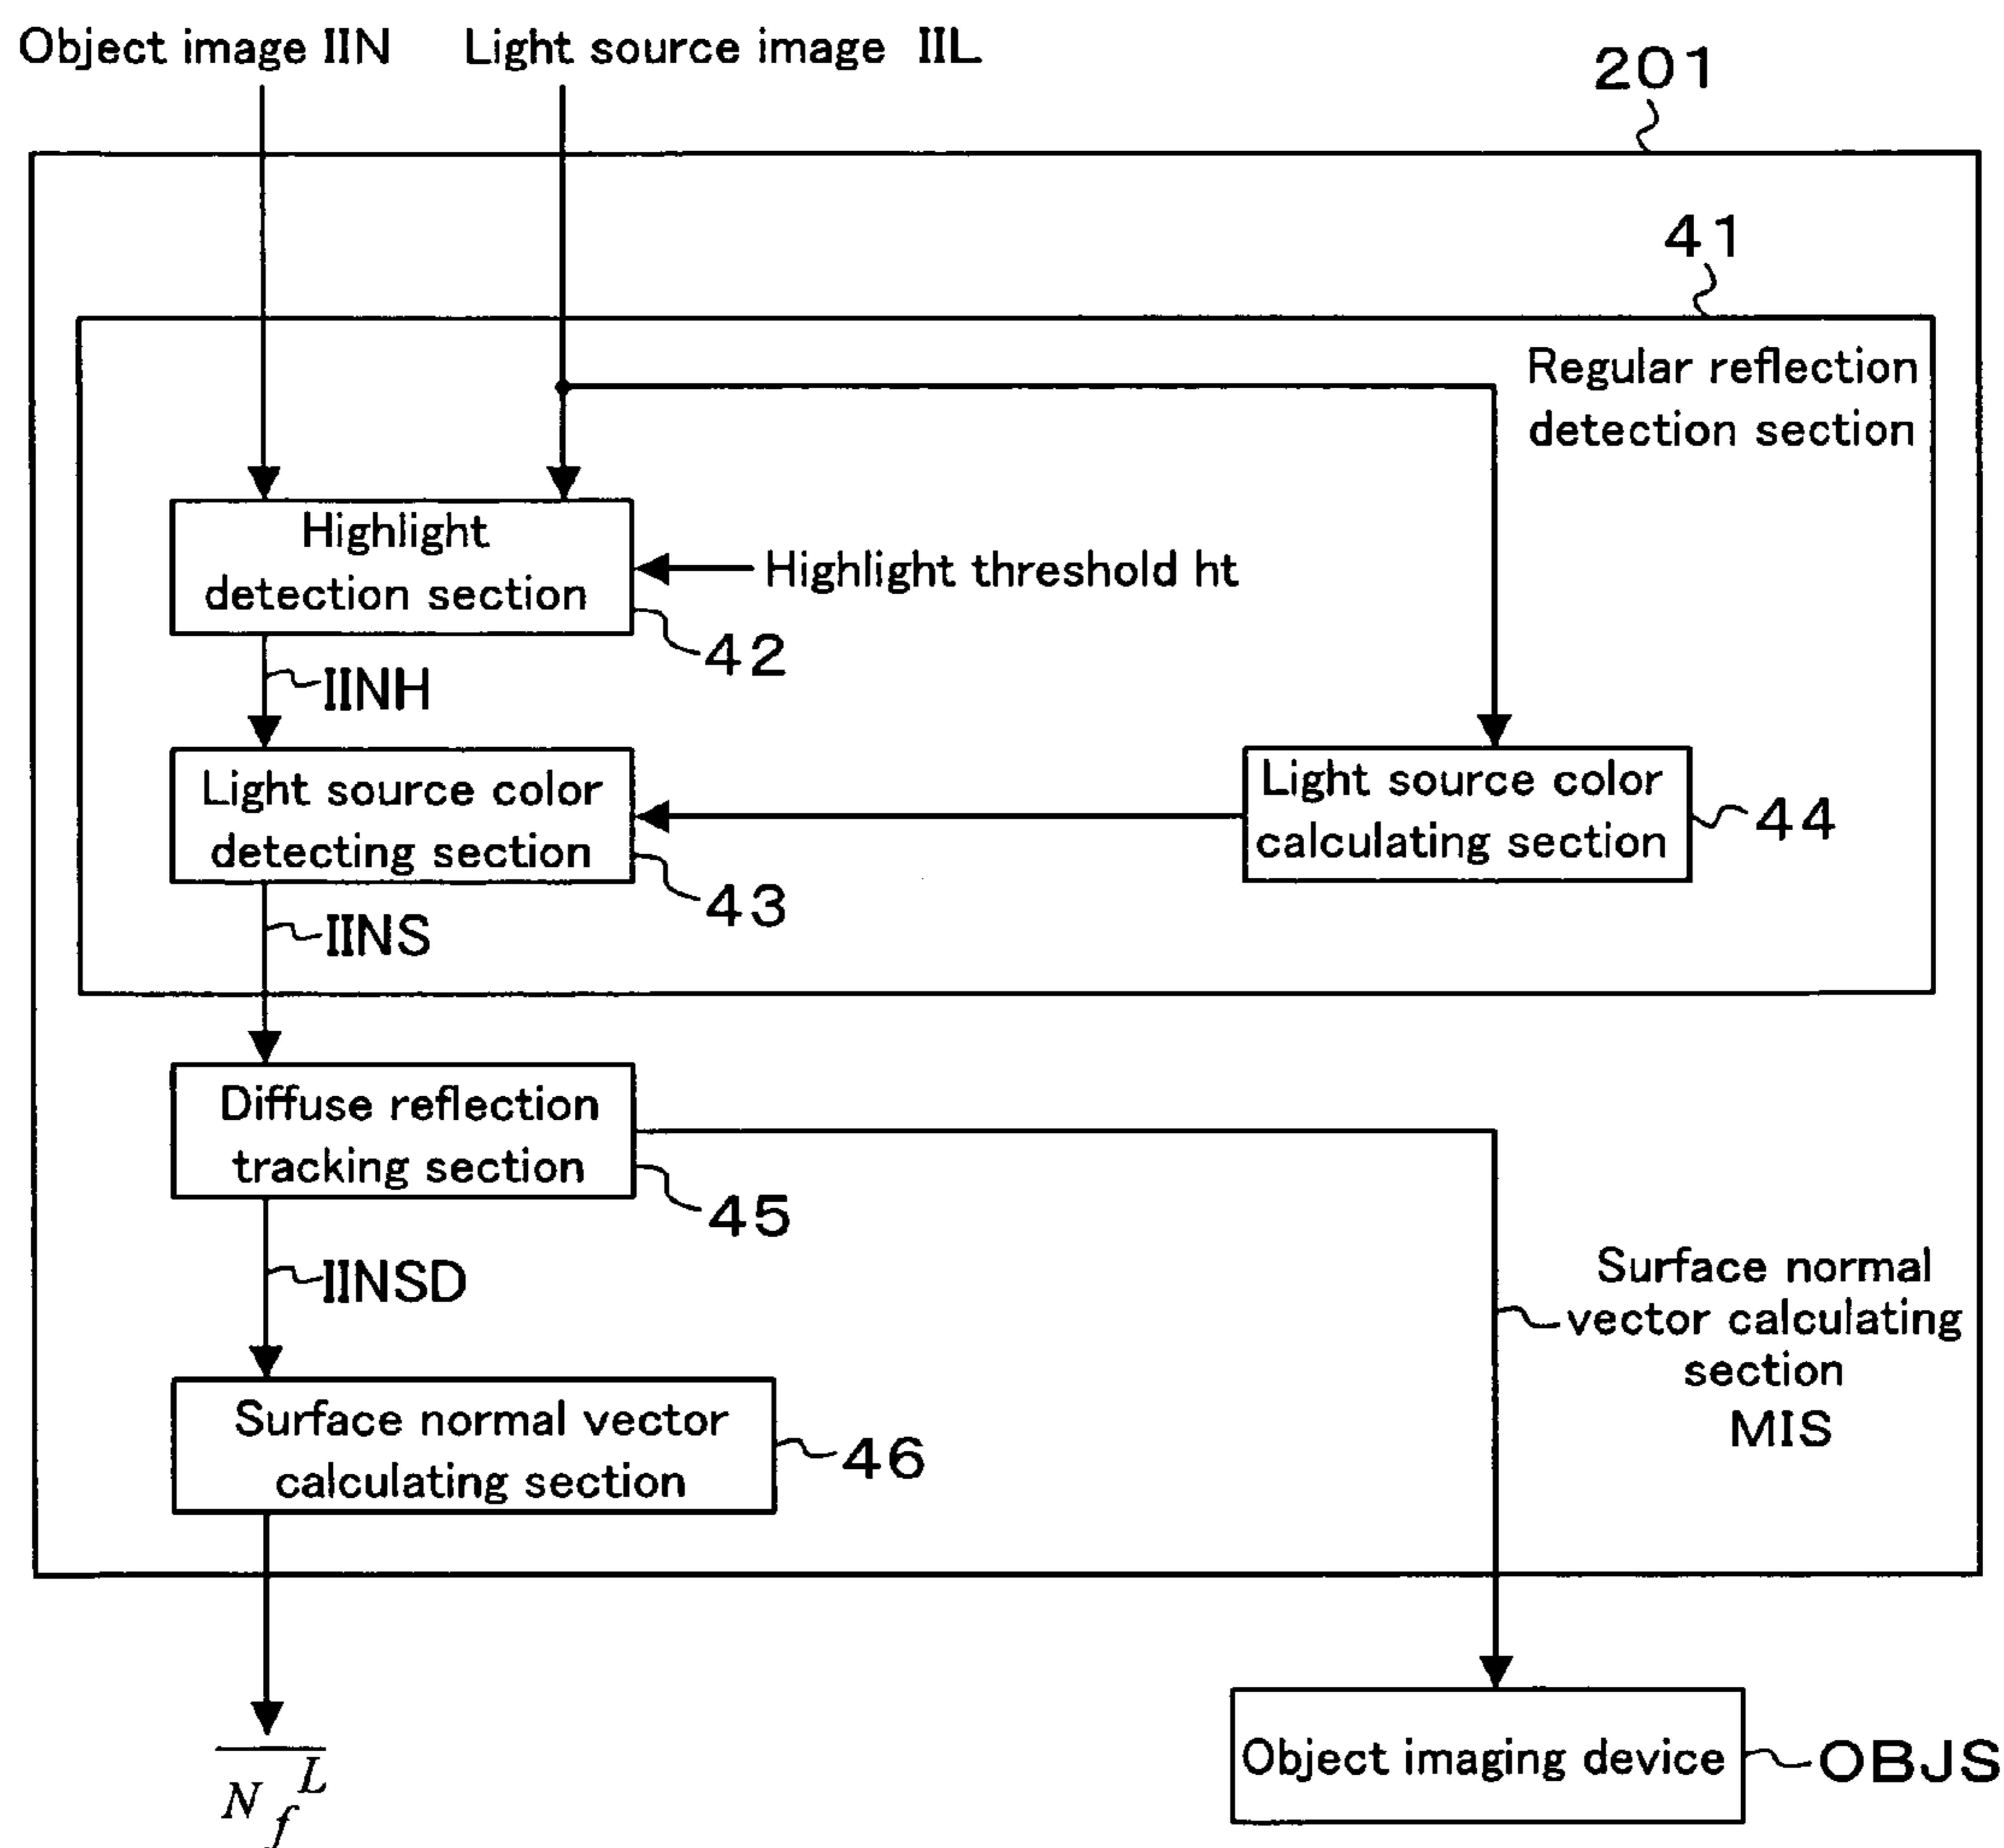 Object image IIN
Light source image IIL
201
41
Regular reflection
detection section
Highlight
detection section
Highlight threshold ht
42
IINH
Light source color
detecting section
43
Light source color
calculating section
44
IINS
Diffuse reflection
tracking section
45
IINSD
Surface normal
vector calculating
section
MIS
Surface normal vector
calculating section
46
N f L
Object imaging device
OBJS